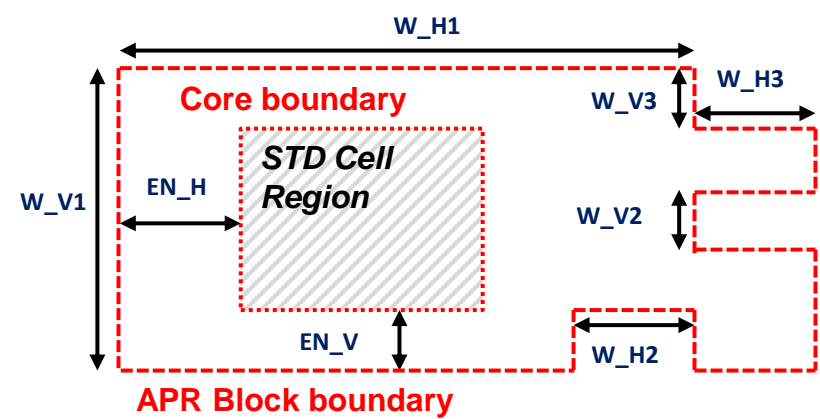 W_H1
Core boundary
W_V3
W_H3
STD Cell
Region
EN_H
W_V1
W_V2
EN_V
W_H2
APR Block boundary